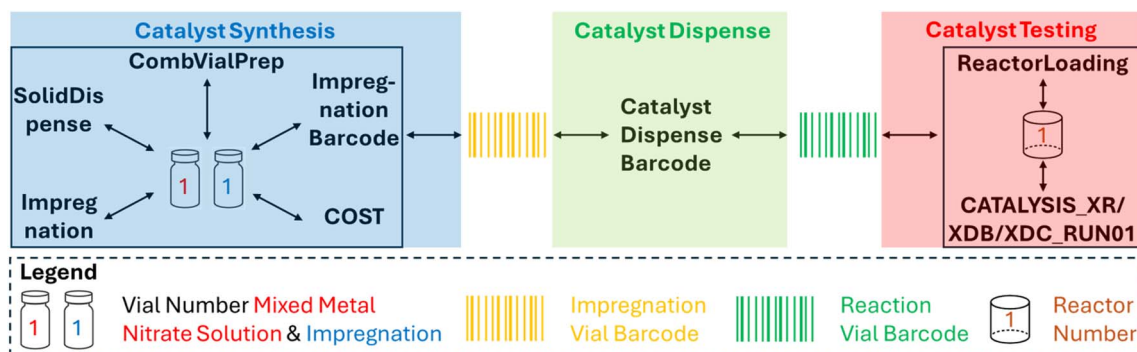 Catalyst Synthesis
CombVialPrep
SolidDis
pense
Impreg-
nation
Barcode
1 1
Impreg
nation
COST
Catalyst Dispense
Catalyst
Dispense
Barcode
Catalyst Testing
ReactorLoading
1
CATALYSIS_XR/
XDB/XDC_RUN01
Legend
1 1
Vial Number Mixed Metal
Nitrate Solution & Impregnation
Impregnation
Vial Barcode
Reaction
Vial Barcode
1
Reactor
Number